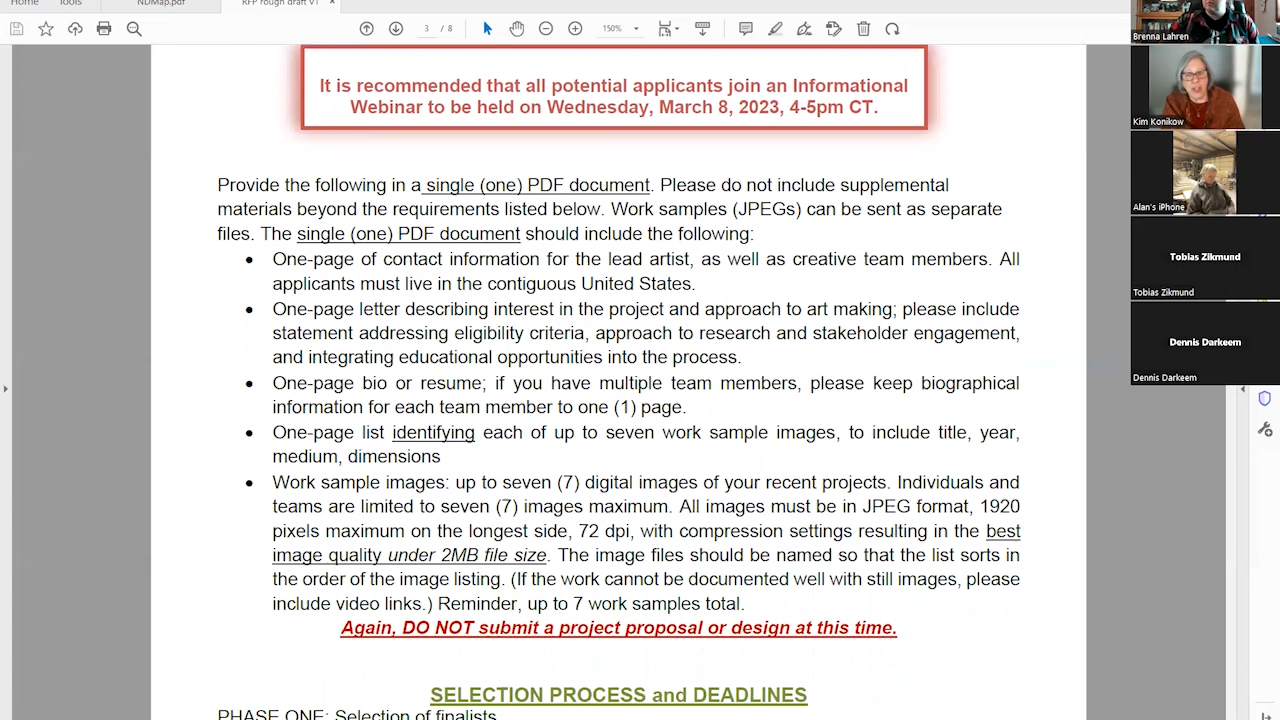 Home
Tools
NDMap.pdf
RFP rough draft V1
×
3 / 8
150%
It is recommended that all potential applicants join an Informational
Webinar to be held on Wednesday, March 8, 2023, 4-5pm CT.
Provide the following in a single (one) PDF document. Please do not include supplemental
materials beyond the requirements listed below. Work samples (JPEGs) can be sent as separate
files. The single (one) PDF document should include the following:
• One-page of contact information for the lead artist, as well as creative team members. All
applicants must live in the contiguous United States.
• One-page letter describing interest in the project and approach to art making; please include
statement addressing eligibility criteria, approach to research and stakeholder engagement,
and integrating educational opportunities into the process.
• One-page bio or resume; if you have multiple team members, please keep biographical
information for each team member to one (1) page.
• One-page list identifying each of up to seven work sample images, to include title, year,
medium, dimensions
• Work sample images: up to seven (7) digital images of your recent projects. Individuals and
teams are limited to seven (7) images maximum. All images must be in JPEG format, 1920
pixels maximum on the longest side, 72 dpi, with compression settings resulting in the best
image quality under 2MB file size. The image files should be named so that the list sorts in
the order of the image listing. (If the work cannot be documented well with still images, please
include video links.) Reminder, up to 7 work samples total.
Again, DO NOT submit a project proposal or design at this time.
SELECTION PROCESS and DEADLINES
PHASE ONE: Selection of finalists
Brenna Lahren
Kim Konikow
Alan's iPhone
Tobias Zikmund
Tobias Zikmund
Dennis Darkeem
Dennis Darkeem